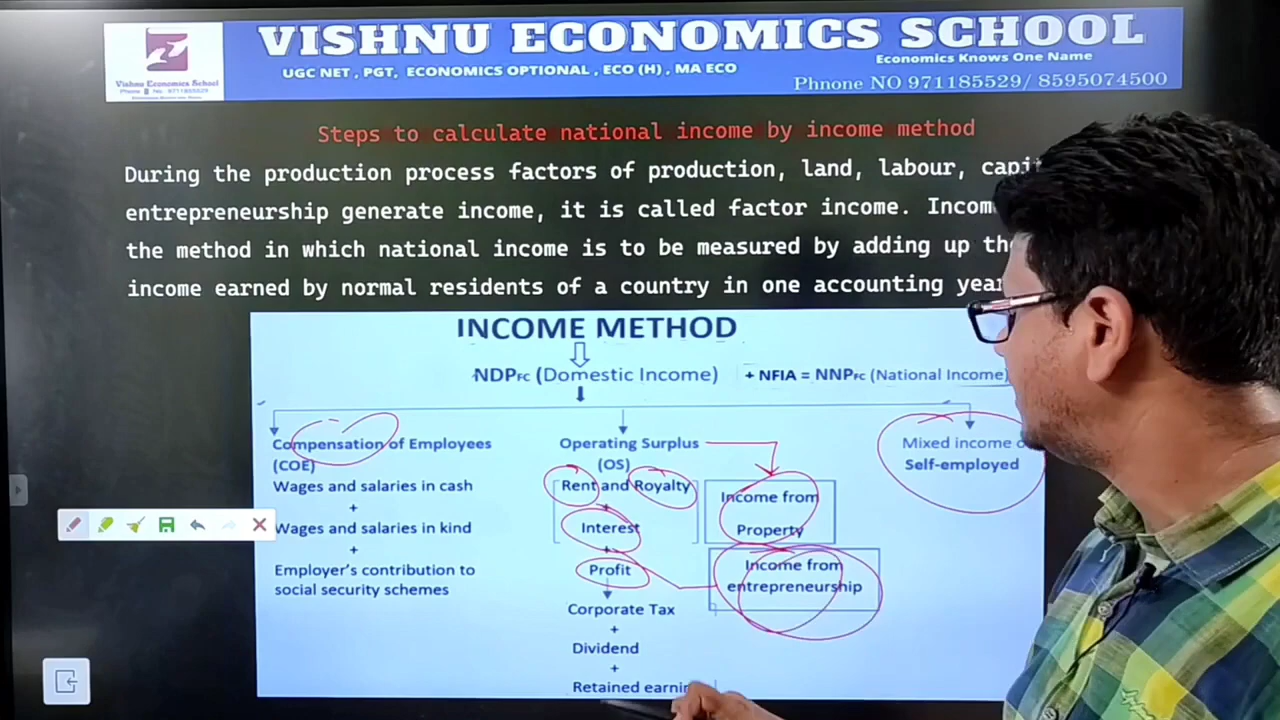 VISHNU ECONOMICS SCHOOL
Economics Knows One Name
UGC NET , PGT, ECONOMICS OPTIONAL , ECO (H) , MA ECO
Phnone NO 971185529/ 8595074500
Vishnu Economics School
Steps to calculate national income by income method
During the production process factors of production, land, labour,
entrepreneurship generate income, it is called factor income.
the method in which national income is to be measured by adding up
income earned by normal residents of a country in one accounting year
INCOME METHOD
NDPFC (Domestic Income) + NFIA = NNPFC (National Income)
Compensation of Employees
(COE)
Wages and salaries in cash
+
Wages and salaries in kind
+
Employer's contribution to
social security schemes
Operating Surplus
(OS)
Rent and Royalty
+
Interest
+
Profit
Corporate Tax
+
Dividend
+
Retained
Income from
Property
Income from
entrepreneurship
Mixed income
Self-employed